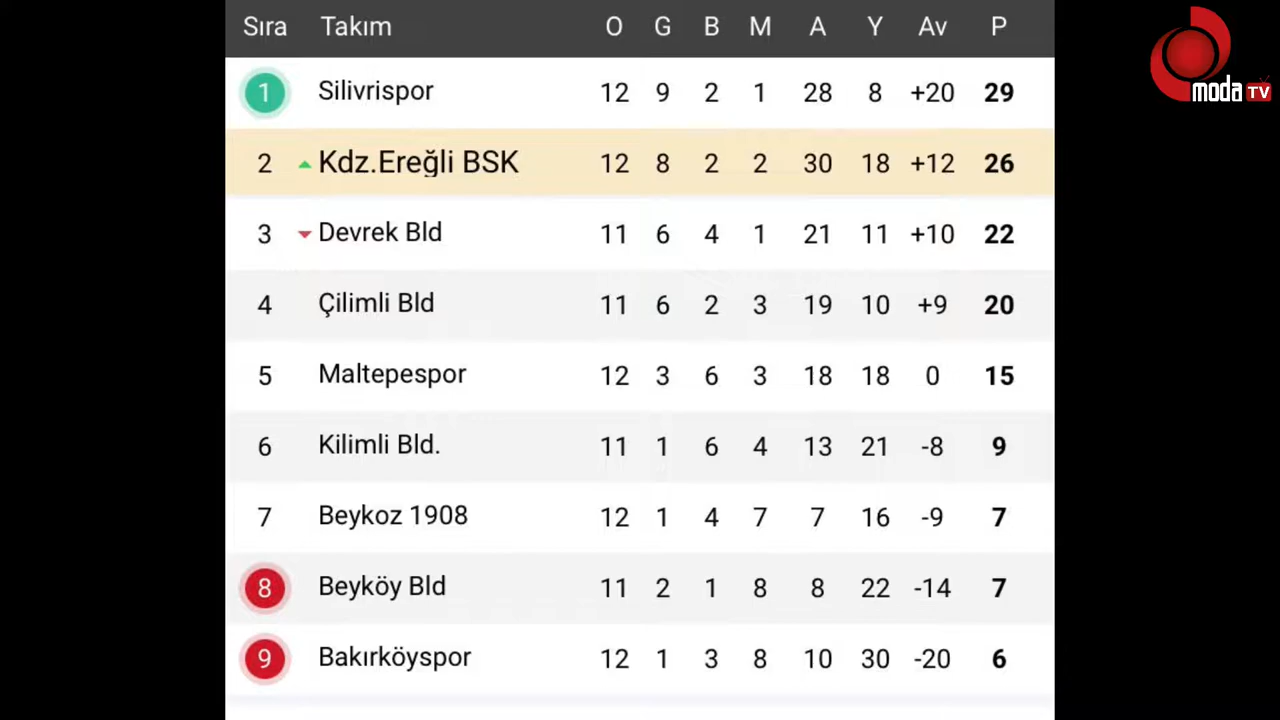 Sıra Takım O G B M A Y Av P
1 Silivrispor 12 9 2 1 28 8 +20 29
2 Kdz.Ereğli BSK 12 8 2 2 30 18 +12 26
3 Devrek Bld 11 6 4 1 21 11 +10 22
4 Çilimli Bld 11 6 2 3 19 10 +9 20
5 Maltepespor 12 3 6 3 18 18 0 15
6 Kilimli Bld. 11 1 6 4 13 21 -8 9
7 Beykoz 1908 12 1 4 7 7 16 -9 7
8 Beyköy Bld 11 2 1 8 8 22 -14 7
9 Bakırköyspor 12 1 3 8 10 30 -20 6
moda TV